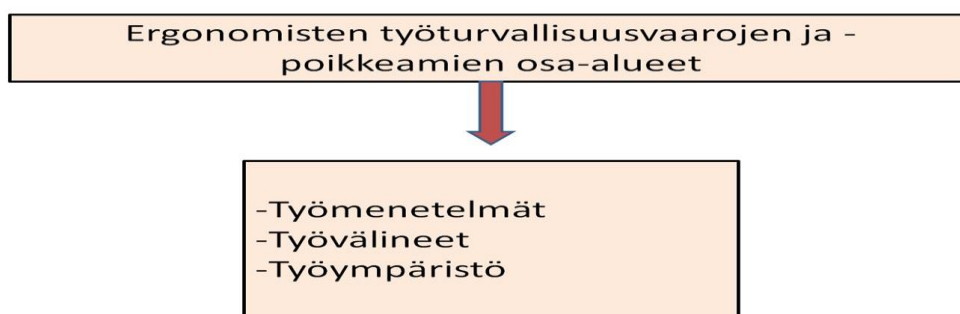 Ergonomisten työturvallisuusvaarojen ja -
poikkeamien osa-alueet
-Työmenetelmät
-Työvälineet
-Työympäristö